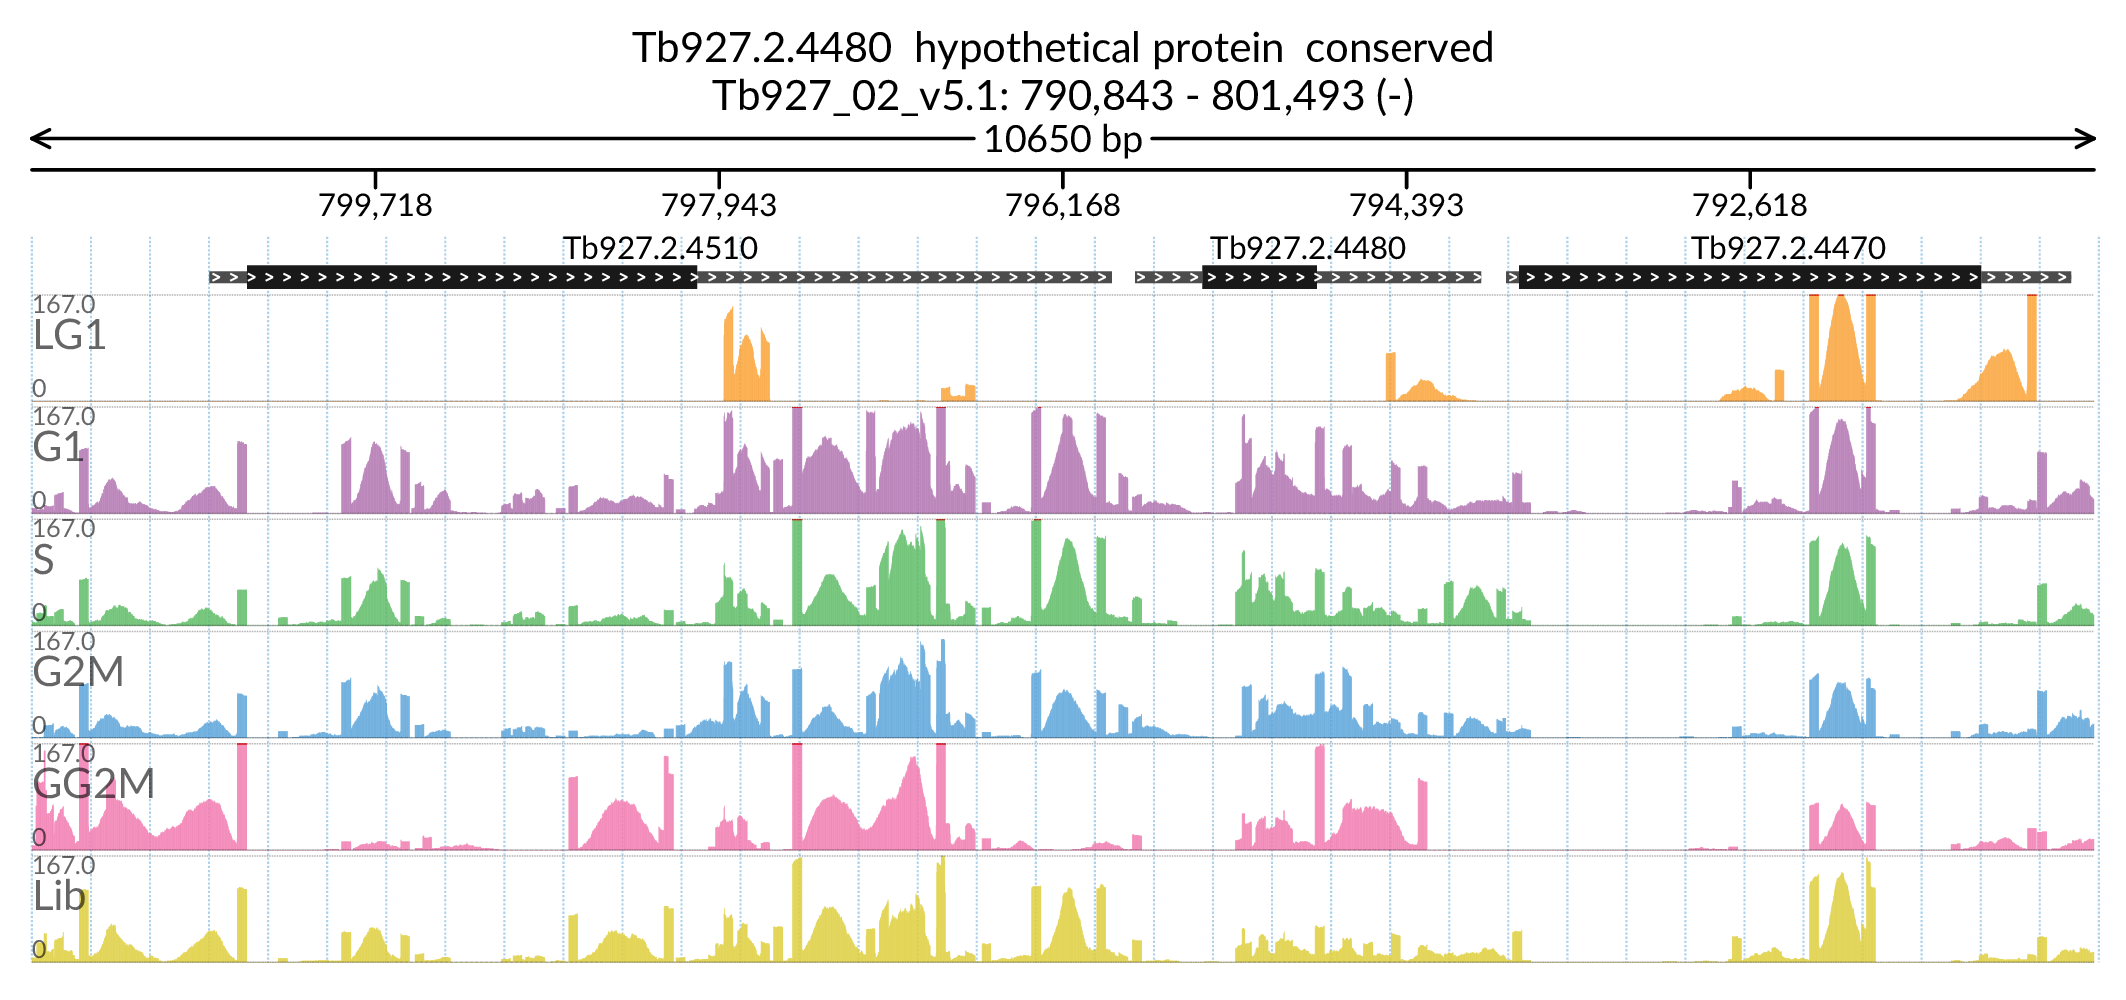 Tb927.2.4480  hypothetical protein  conserved
Tb927_02_v5.1: 790,843 - 801,493 (-)
10650 bp
799,718 797,943 796,168 794,393 792,618
Tb927.2.4510 Tb927.2.4480 Tb927.2.4470
167.0
LG1
0
167.0
G1
0
167.0
S
0
167.0
G2M
0
167.0
GG2M
0
167.0
Lib
0